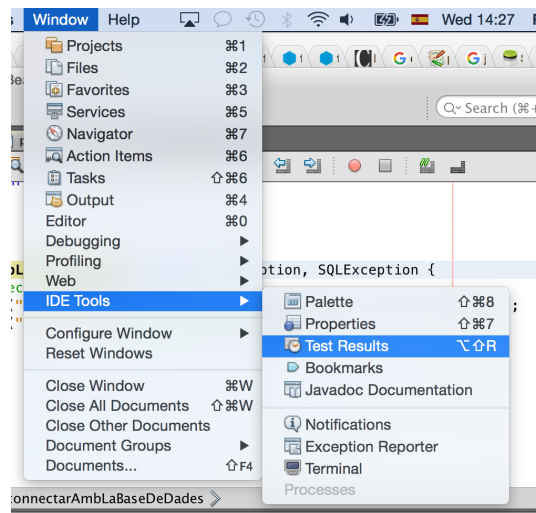 Window Help Wed 14:27
Projects ⌘1
Files ⌘2
Favorites ⌘3
Services ⌘5
Navigator ⌘7
Action Items ⌘6
Tasks ⇧⌘6
Output ⌘4
Editor ⌘0
Debugging
Profiling
Web
IDE Tools
Configure Window
Reset Windows
Close Window ⌘W
Close All Documents ⇧⌘W
Close Other Documents
Document Groups
Documents... ⇧F4
Search (⌘+
ption, SQLException {
Palette ⇧⌘8
Properties ⇧⌘7
Test Results ⌥⇧R
Bookmarks
Javadoc Documentation
Notifications
Exception Reporter
Terminal
Processes
connectarAmbLaBaseDeDades